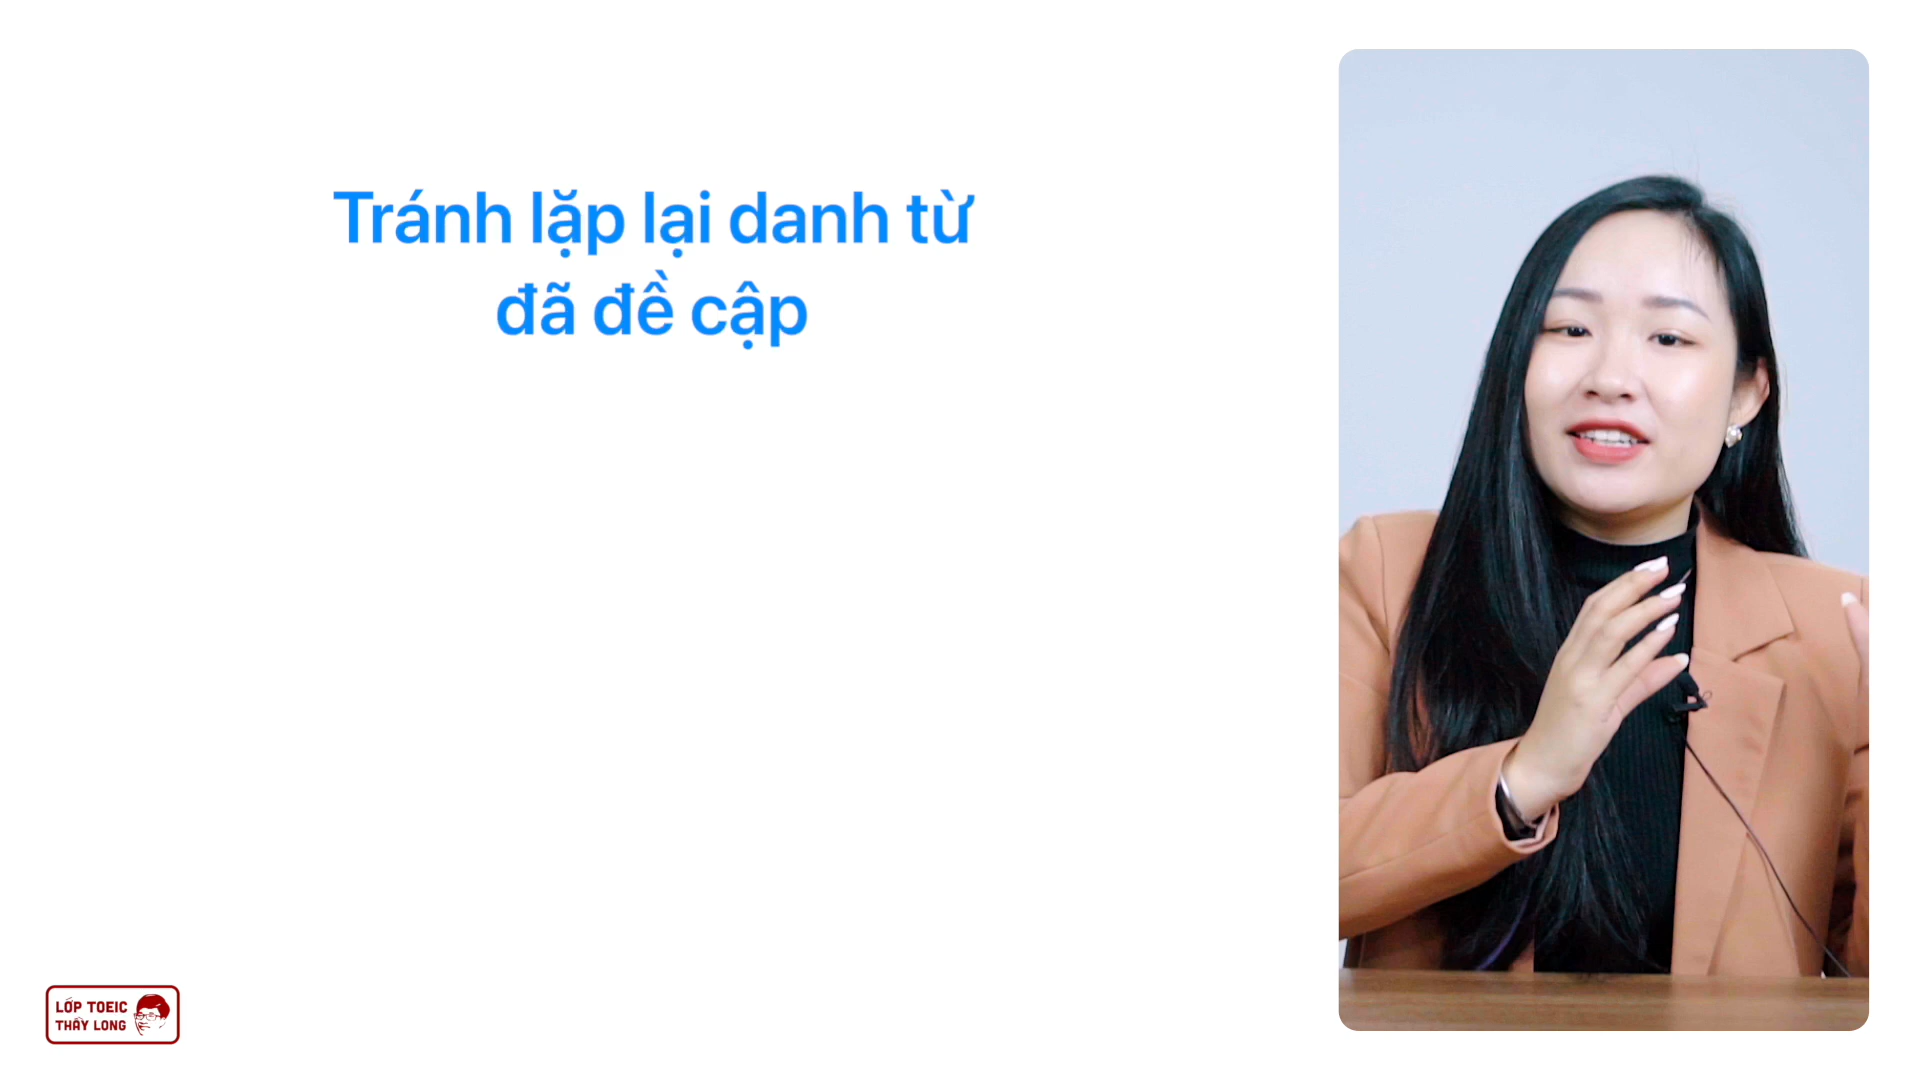 Tránh lặp lại danh từ
đã đề cập
LỚP TOEIC
THẦY LONG